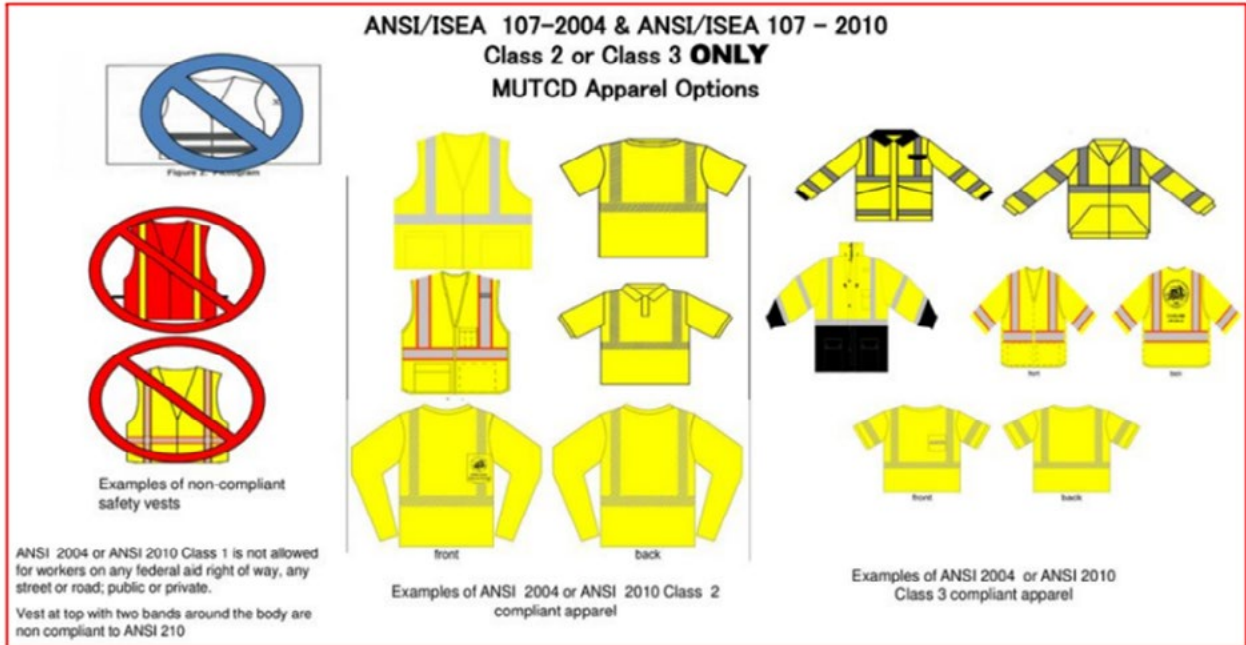 ANSI/ISEA 107-2004 & ANSI/ISEA 107 - 2010
Class 2 or Class 3 ONLY
MUTCD Apparel Options
Figure 2.
Examples of non-compliant
safety vests
ANSI 2004 or ANSI 2010 Class 1 is not allowed
for workers on any federal aid right of way, any
street or road; public or private.
Vest at top with two bands around the body are
non compliant to ANSI 210
front
back
Examples of ANSI 2004 or ANSI 2010 Class 2
compliant apparel
front
back
Examples of ANSI 2004 or ANSI 2010
Class 3 compliant apparel